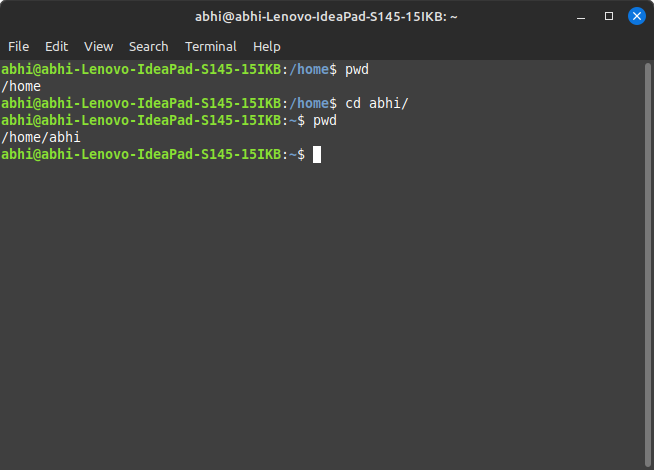 abhi@abhi-Lenovo-IdeaPad-S145-15IKB: ~
File Edit View Search Terminal Help
abhi@abhi-Lenovo-IdeaPad-S145-15IKB:/home$ pwd
/home
abhi@abhi-Lenovo-IdeaPad-S145-15IKB:/home$ cd abhi/
abhi@abhi-Lenovo-IdeaPad-S145-15IKB:~$ pwd
/home/abhi
abhi@abhi-Lenovo-IdeaPad-S145-15IKB:~$